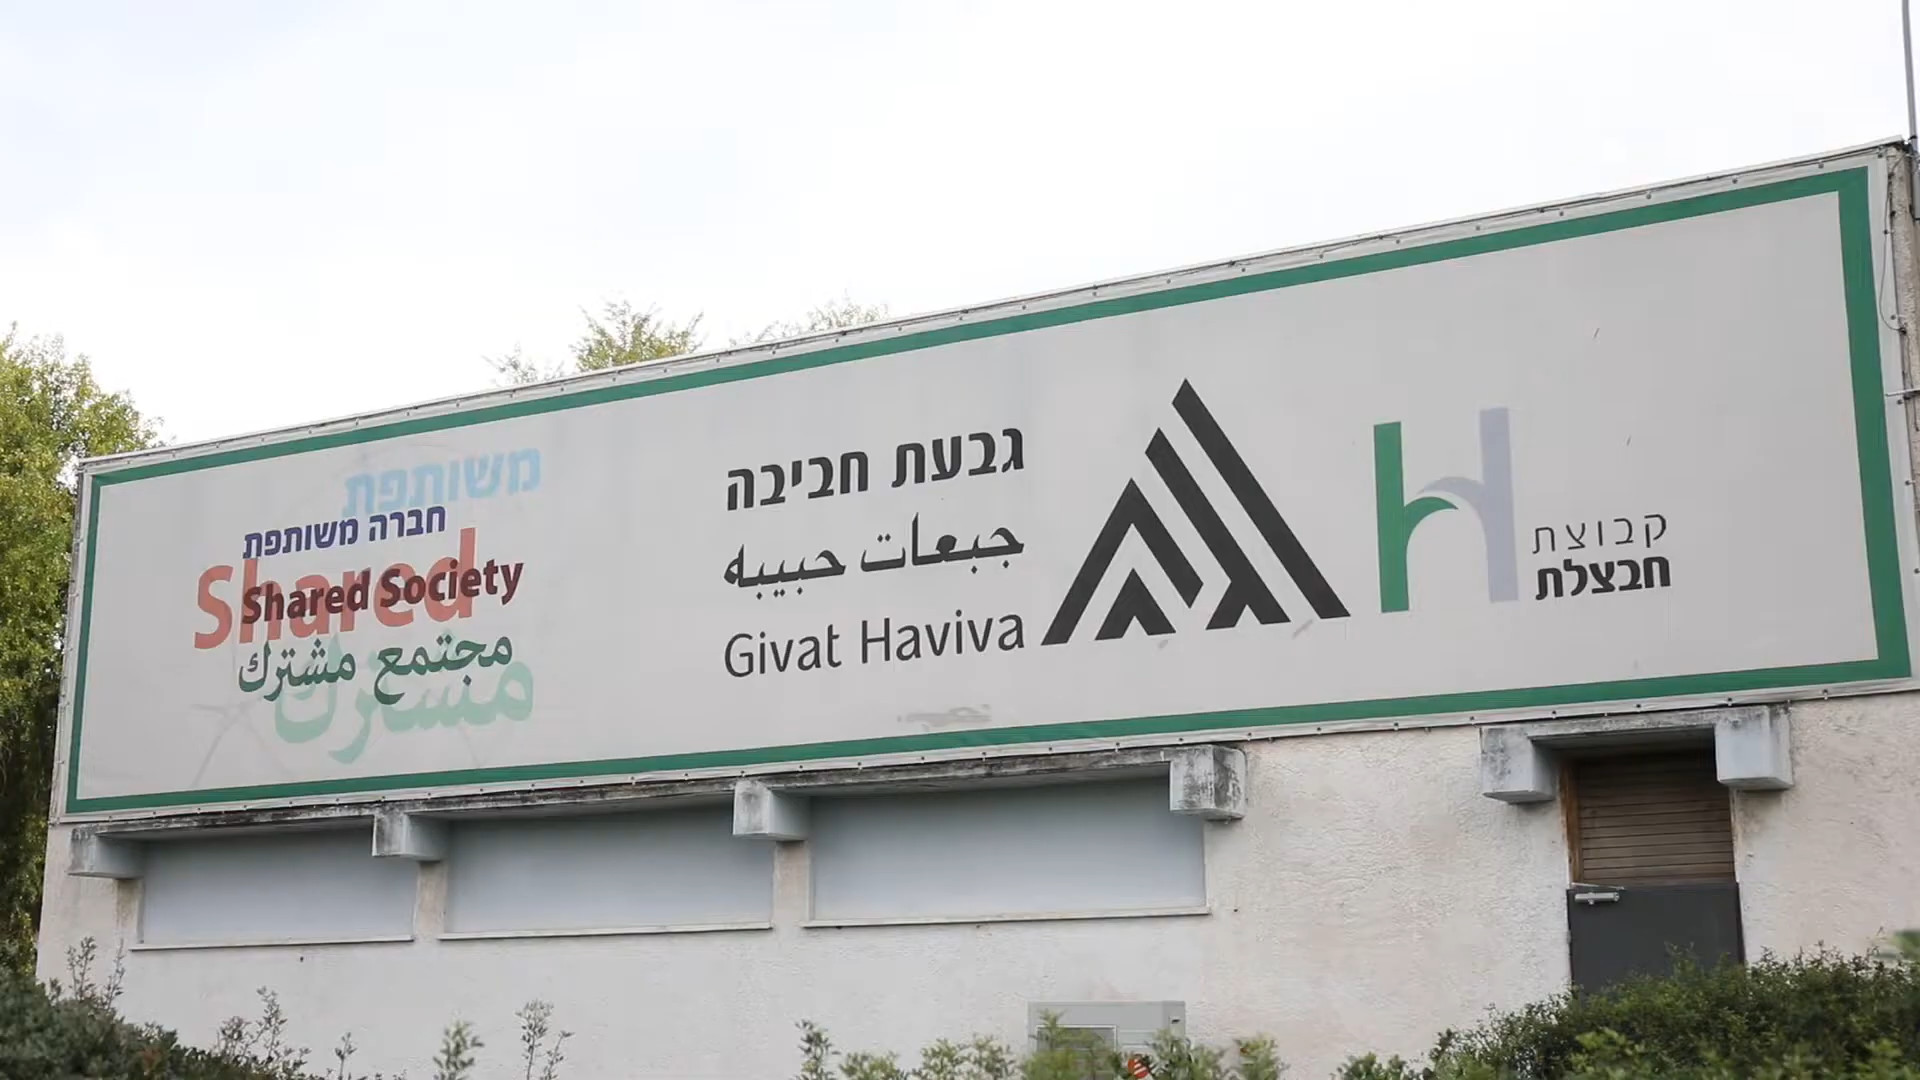 משותפת
חברה משותפת
Shared
Shared Society
مجتمع مشترك
مشترك
גבעת חביבה
جبعات حبيبه
Givat Haviva
H
קבוצת
חבצלת